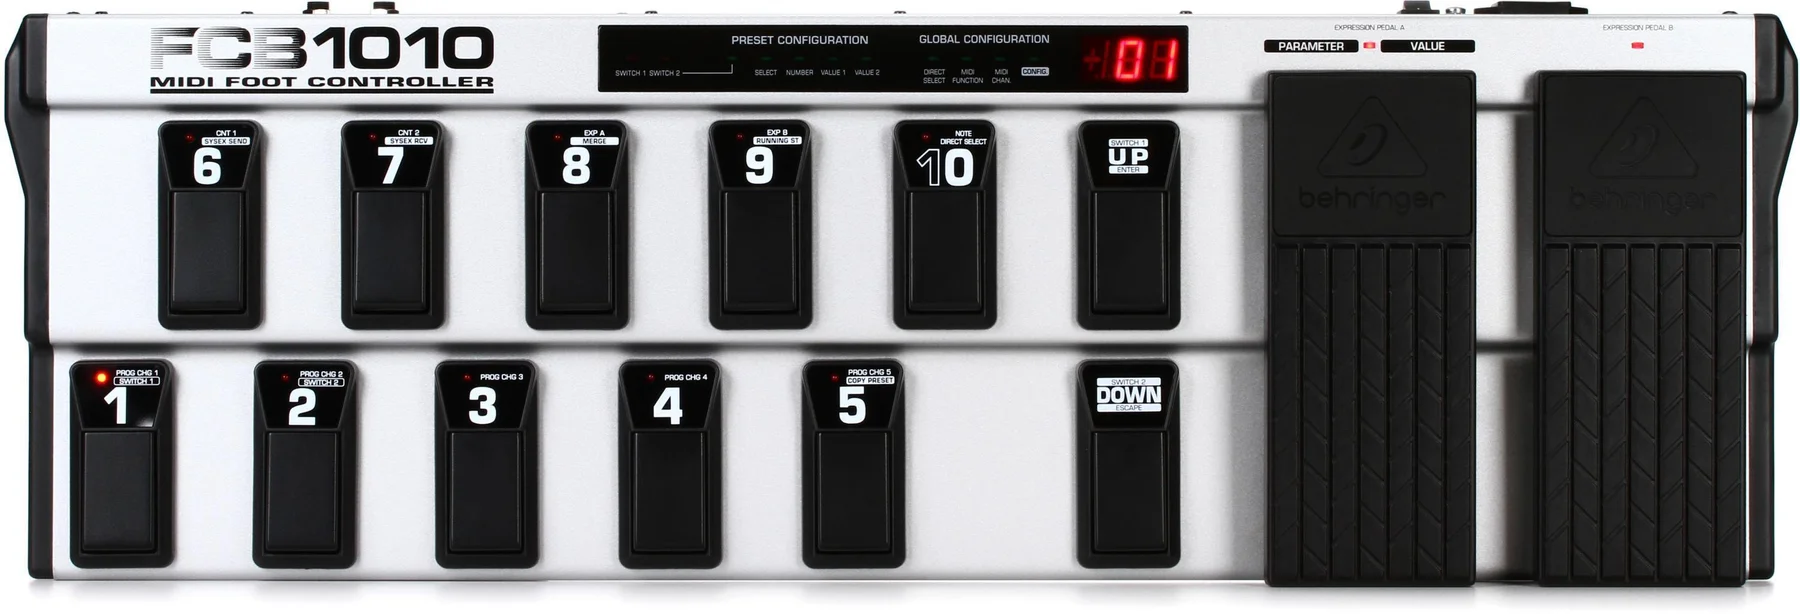 FCB1010
MIDI FOOT CONTROLLER
PRESET CONFIGURATION
SWITCH 1 SWITCH 2
SELECT NUMBER VALUE 1 VALUE 2
GLOBAL CONFIGURATION
DIRECT SELECT
MIDI FUNCTION
MIDI CHAN.
CONFIG.
01
EXPRESSION PEDAL A
PARAMETER VALUE
EXPRESSION PEDAL B
CNT 1
SYSEX SEND
6
CNT 2
SYSEX RCV
7
EXP A
MERGE
8
EXP B
RUNNING ST
9
NOTE
DIRECT SELECT
10
SWITCH 1
UP
ENTER
behringer
behringer
PROG CHG 1
SWITCH 1
1
PROG CHG 2
SWITCH 2
2
PROG CHG 3
3
PROG CHG 4
4
PROG CHG 5
COPY PRESET
5
SWITCH 2
DOWN
ESCAPE